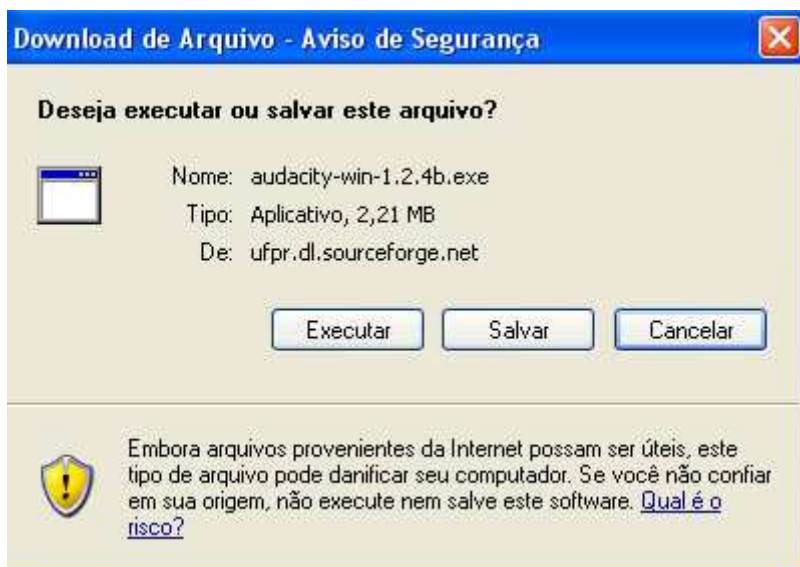 Download de Arquivo - Aviso de Segurança
Deseja executar ou salvar este arquivo?
Nome: audacity-win-1.2.4b.exe
Tipo: Aplicativo, 2,21 MB
De: ufpr.dl.sourceforge.net
Executar Salvar Cancelar
Embora arquivos provenientes da Internet possam ser úteis, este
tipo de arquivo pode danificar seu computador. Se você não confiar
em sua origem, não execute nem salve este software. Qual é o
risco?